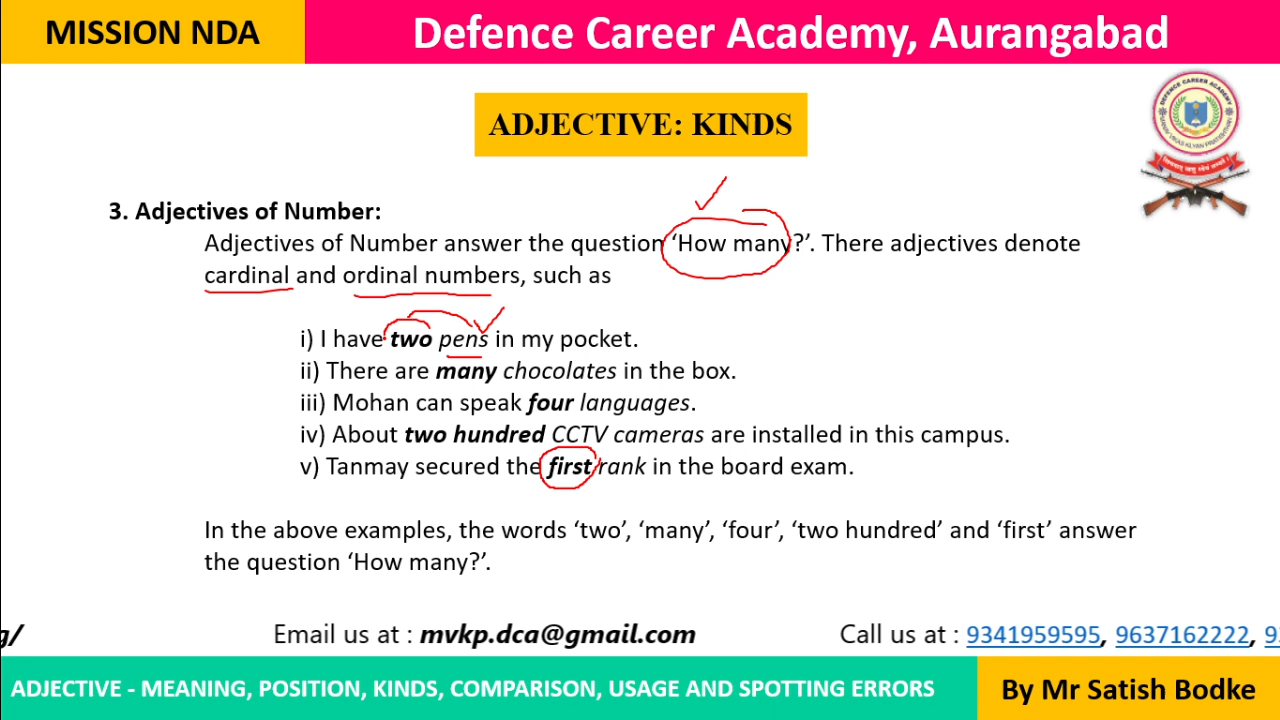 MISSION NDA
Defence Career Academy, Aurangabad
DEFENCE CAREER ACADEMY
ADJECTIVE: KINDS
3. Adjectives of Number:
Adjectives of Number answer the question ‘How many?’. There adjectives denote
cardinal and ordinal numbers, such as
i) I have two pens in my pocket.
ii) There are many chocolates in the box.
iii) Mohan can speak four languages.
iv) About two hundred CCTV cameras are installed in this campus.
v) Tanmay secured the first rank in the board exam.
In the above examples, the words ‘two’, ‘many’, ‘four’, ‘two hundred’ and ‘first’ answer
the question ‘How many?’.
g/ Email us at : mvkp.dca@gmail.com Call us at : 9341959595, 9637162222, 93
ADJECTIVE - MEANING, POSITION, KINDS, COMPARISON, USAGE AND SPOTTING ERRORS
By Mr Satish Bodke